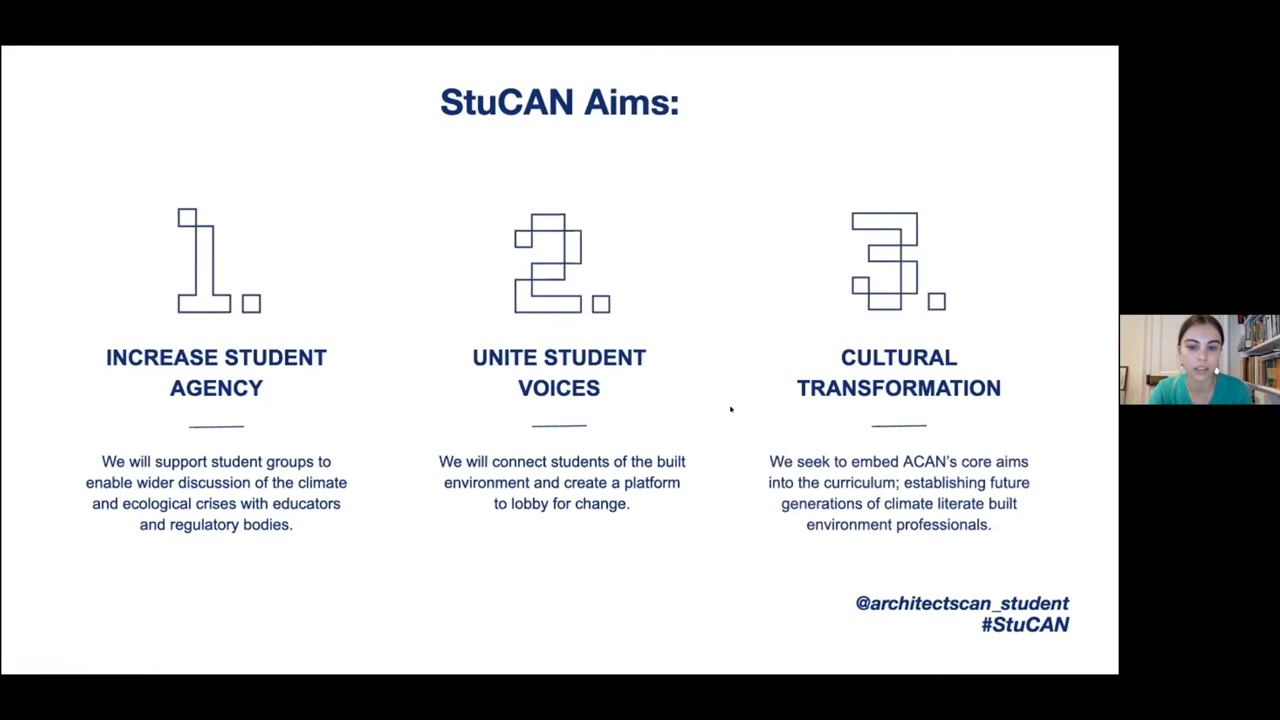 StuCAN Aims:
1.
2.
3.
INCREASE STUDENT
AGENCY
We will support student groups to
enable wider discussion of the climate
and ecological crises with educators
and regulatory bodies.
UNITE STUDENT
VOICES
We will connect students of the built
environment and create a platform
to lobby for change.
CULTURAL
TRANSFORMATION
We seek to embed ACAN’s core aims
into the curriculum; establishing future
generations of climate literate built
environment professionals.
@architectscan_student
#StuCAN